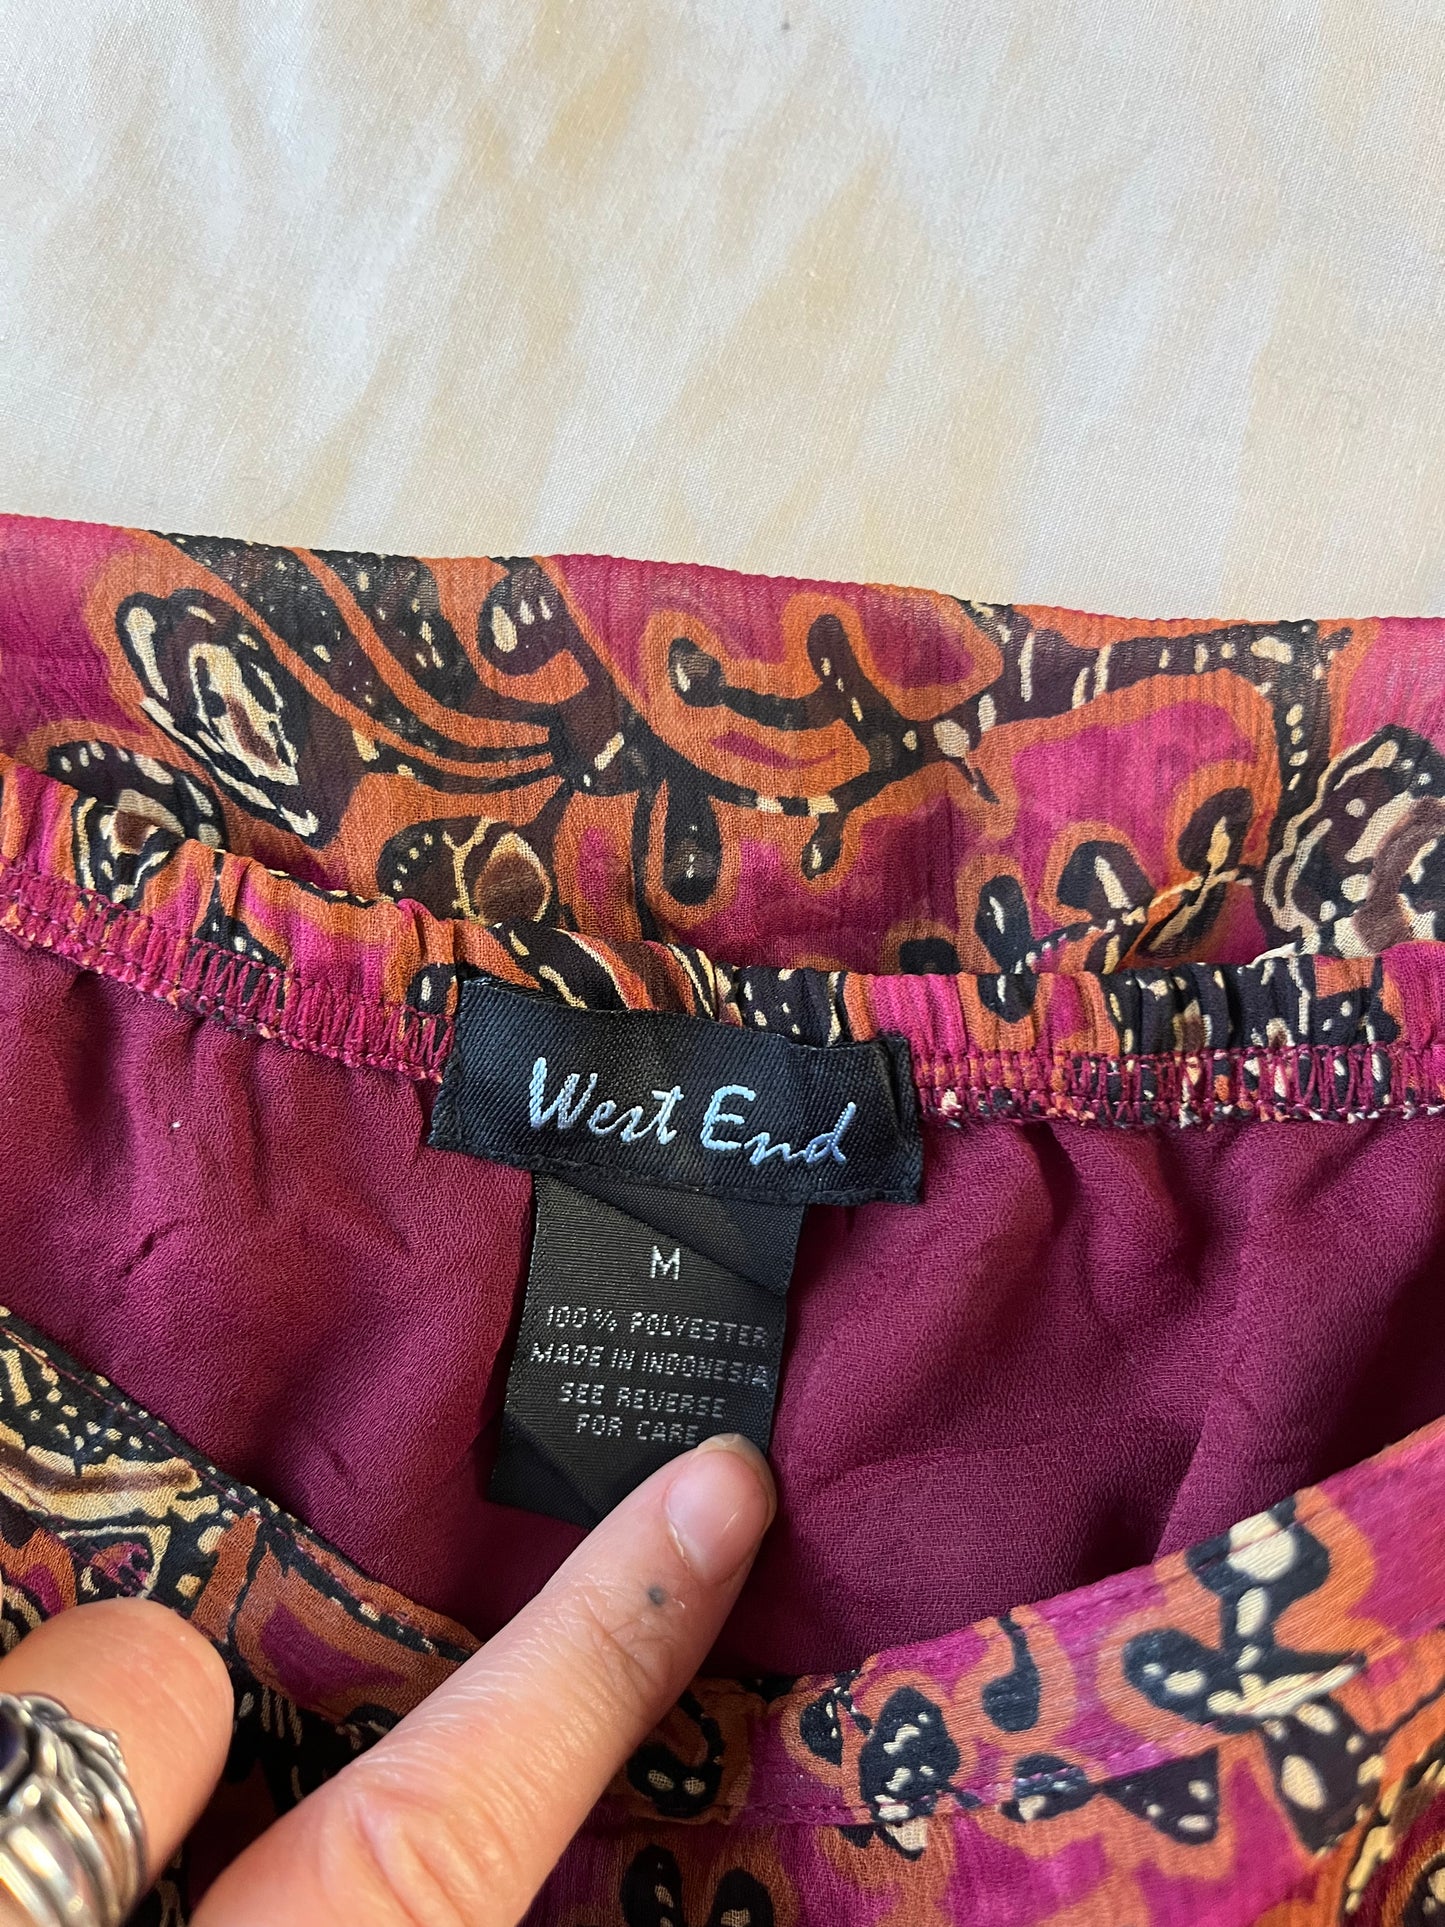 West End
M
100% POLYESTER
MADE IN INDONESIA
SEE REVERSE
FOR CARE